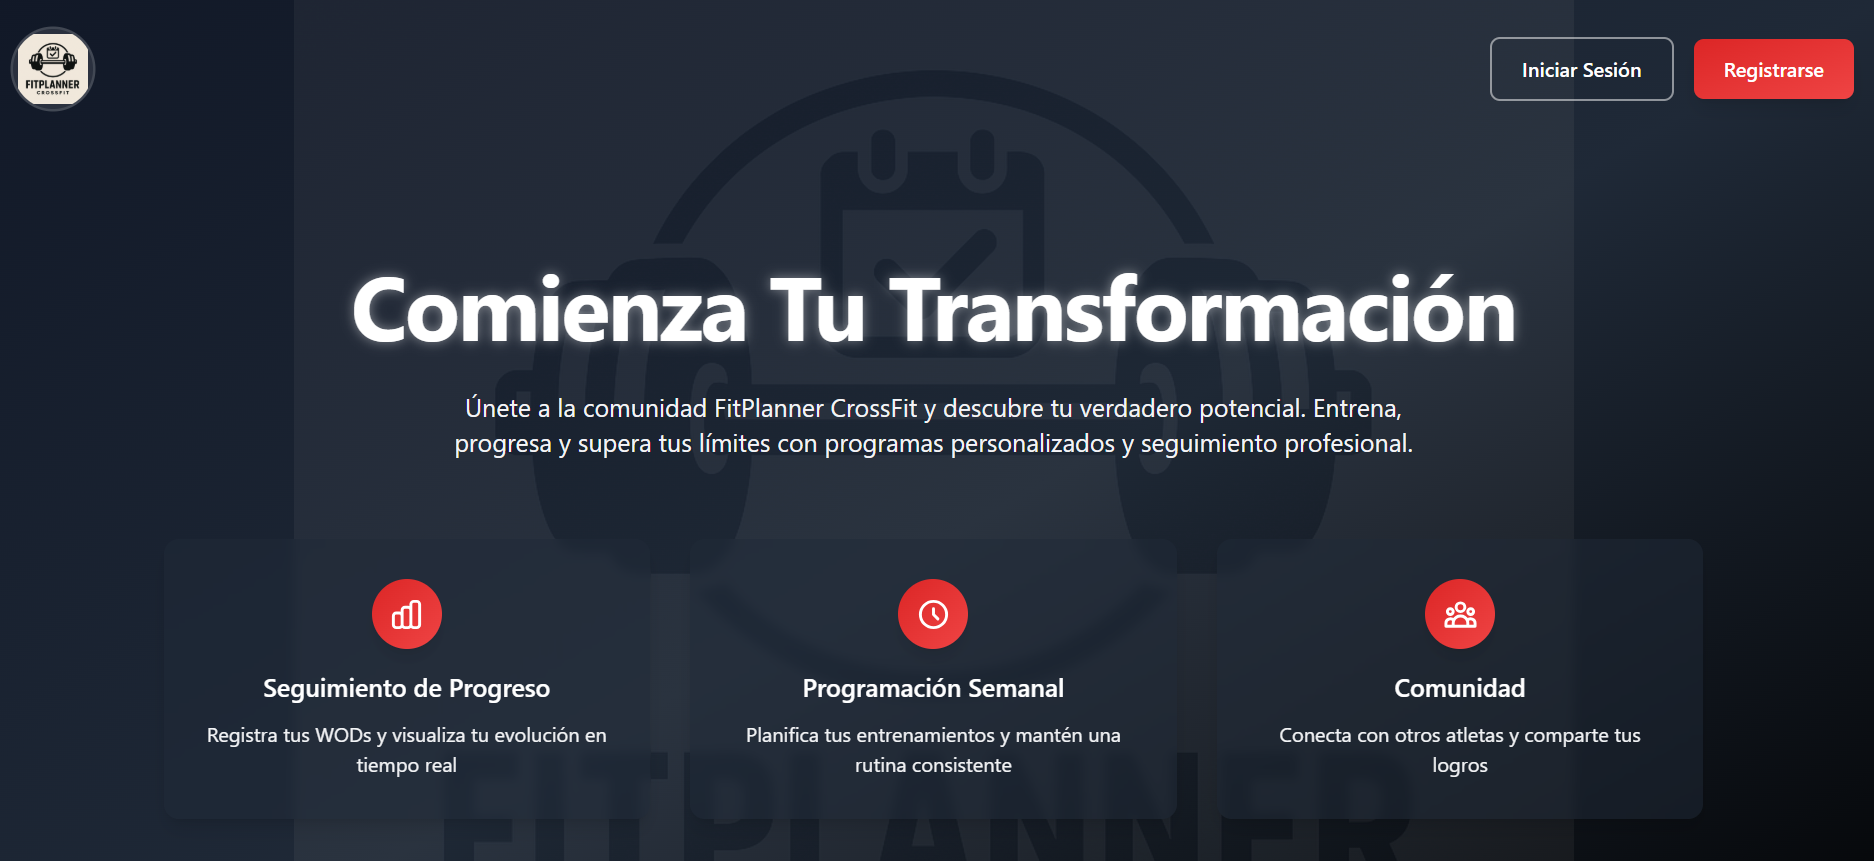 FITPLANNER
CROSSFIT
Iniciar Sesión
Registrarse
Comienza Tu Transformación
Únete a la comunidad FitPlanner CrossFit y descubre tu verdadero potencial. Entrena,
progresa y supera tus límites con programas personalizados y seguimiento profesional.
Seguimiento de Progreso
Registra tus WODs y visualiza tu evolución en
tiempo real
Programación Semanal
Planifica tus entrenamientos y mantén una
rutina consistente
Comunidad
Conecta con otros atletas y comparte tus
logros
FITPLANNER